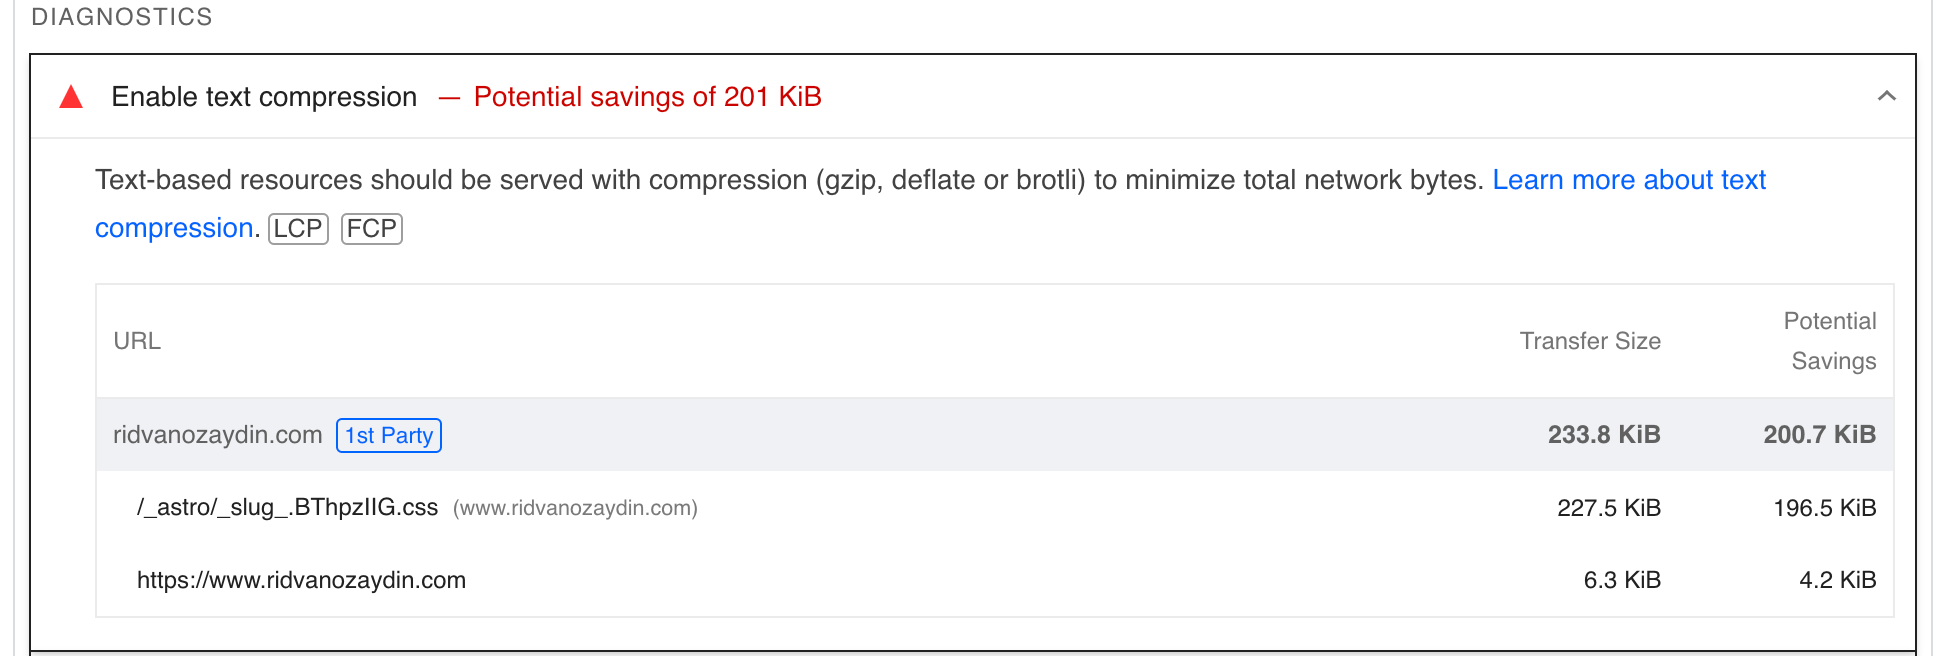 DIAGNOSTICS
Enable text compression — Potential savings of 201 KiB
Text-based resources should be served with compression (gzip, deflate or brotli) to minimize total network bytes. Learn more about text
compression. LCP FCP
URL Transfer Size Potential
Savings
ridvanozaydin.com 1st Party 233.8 KiB 200.7 KiB
/_astro/_slug_.BThpzIIG.css (www.ridvanozaydin.com) 227.5 KiB 196.5 KiB
https://www.ridvanozaydin.com 6.3 KiB 4.2 KiB